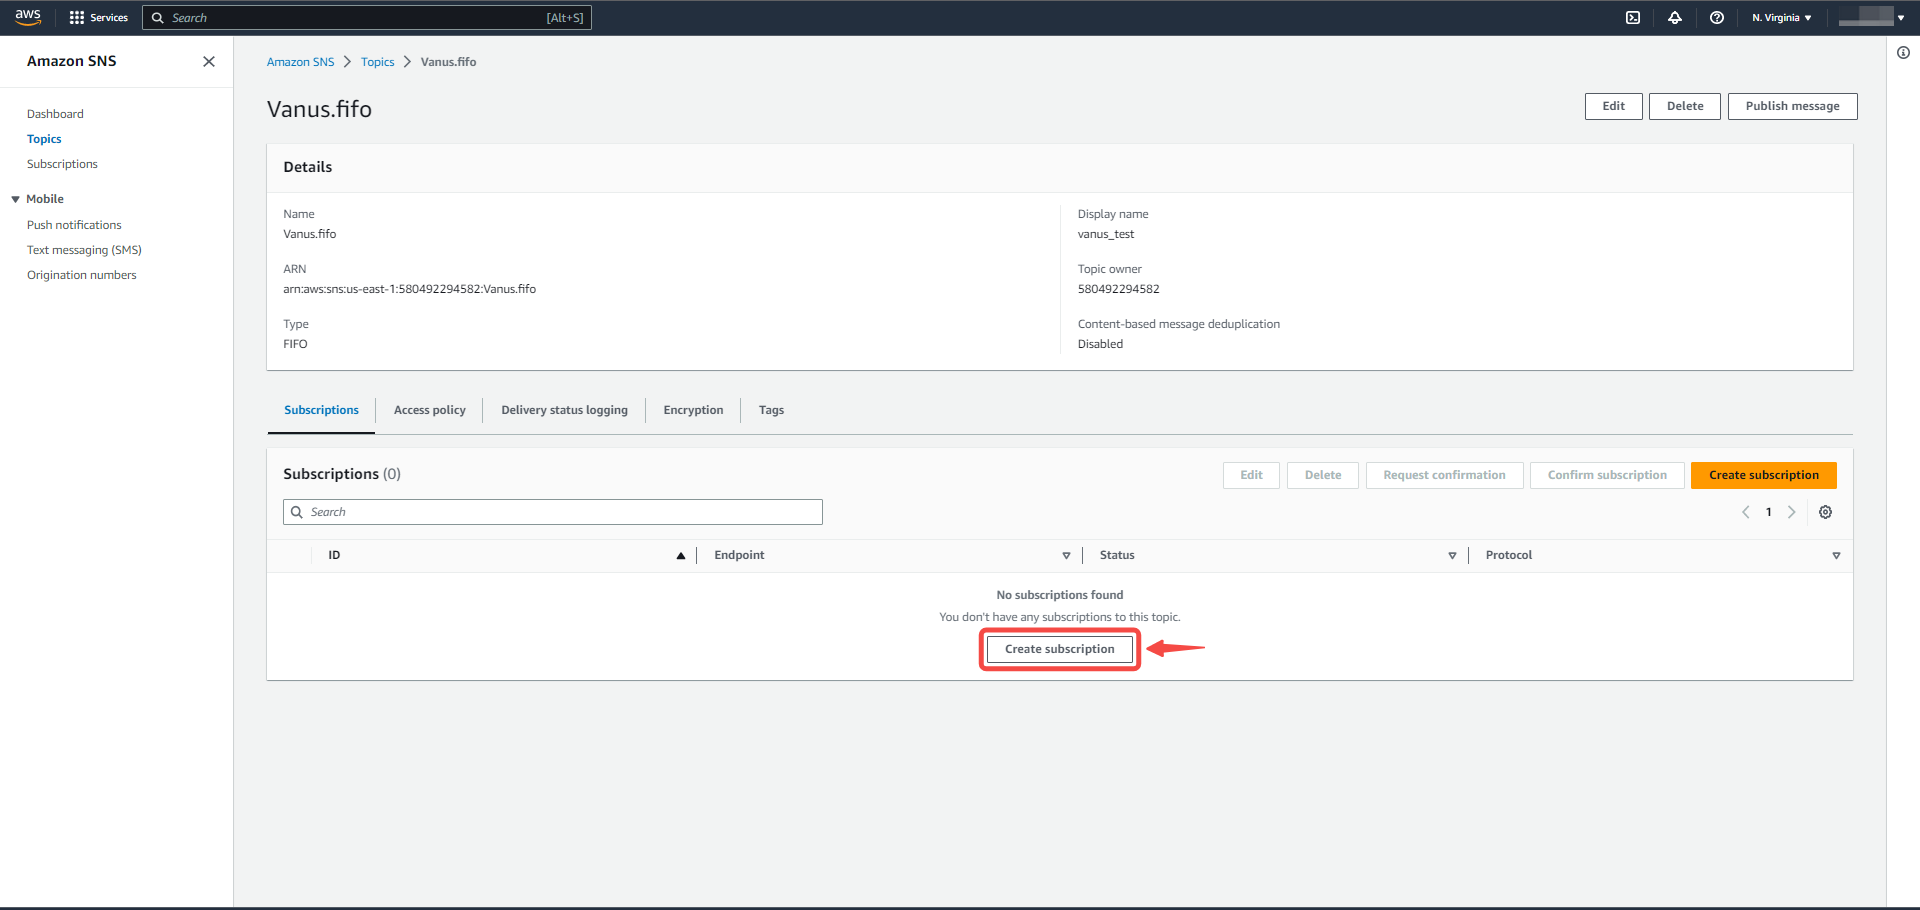 aws Services Search [Alt+S] N. Virginia
Amazon SNS
Dashboard
Topics
Subscriptions
Mobile
Push notifications
Text messaging (SMS)
Origination numbers
Amazon SNS Topics Vanus.fifo
Vanus.fifo
Edit Delete Publish message
Details
Name
Vanus.fifo
ARN
arn:aws:sns:us-east-1:580492294582:Vanus.fifo
Type
FIFO
Display name
vanus_test
Topic owner
580492294582
Content-based message deduplication
Disabled
Subscriptions Access policy Delivery status logging Encryption Tags
Subscriptions (0)
Edit Delete Request confirmation Confirm subscription Create subscription
Search
1
ID Endpoint Status Protocol
No subscriptions found
You don't have any subscriptions to this topic.
Create subscription